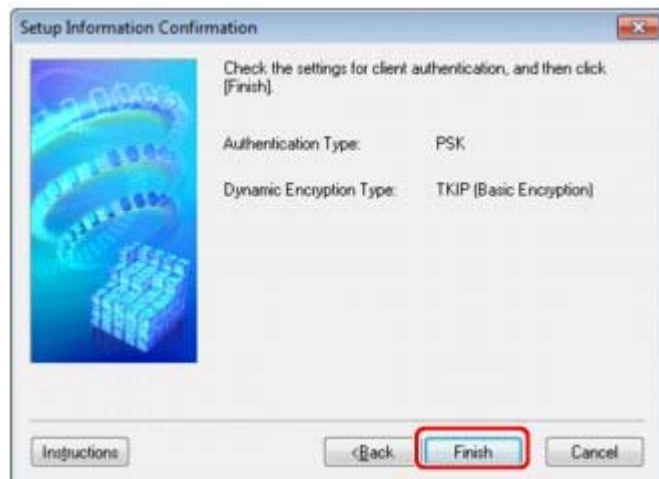 Setup Information Confirmation
Check the settings for client authentication, and then click
[Finish].
Authentication Type: PSK
Dynamic Encryption Type: TKIP (Basic Encryption)
Instructions <Back Finish Cancel